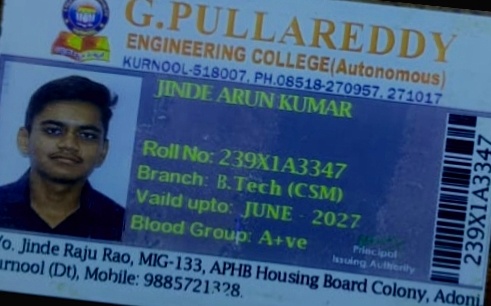 G.PULLAREDDY
ENGINEERING COLLEGE(Autonomous)
KURNOOL-518007. PH.08518-270957, 271017
JINDE ARUN KUMAR
Roll No: 239X1A3347
Branch: B.Tech (CSM)
Vaild upto: JUNE - 2027
Blood Group: A+ve
Principal
Issuing Authority
239X1A3347
/o. Jinde Raju Rao, MIG-133, APHB Housing Board Colony, Adoni
urnool (Dt), Mobile: 9885721328.